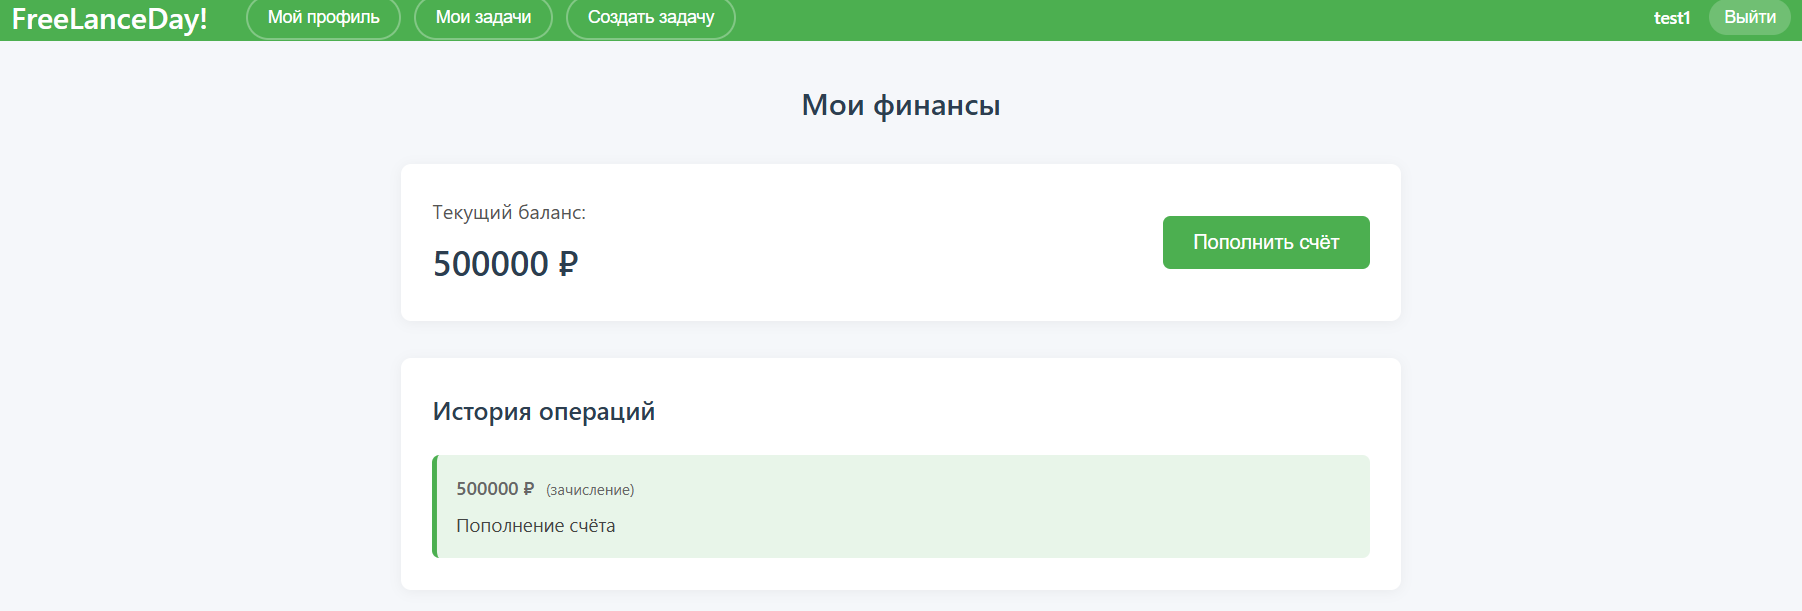 FreeLanceDay! Мой профиль Мои задачи Создать задачу test1 Выйти
Мои финансы
Текущий баланс:
500000 ₽
Пополнить счёт
История операций
500000 ₽ (зачисление)
Пополнение счёта